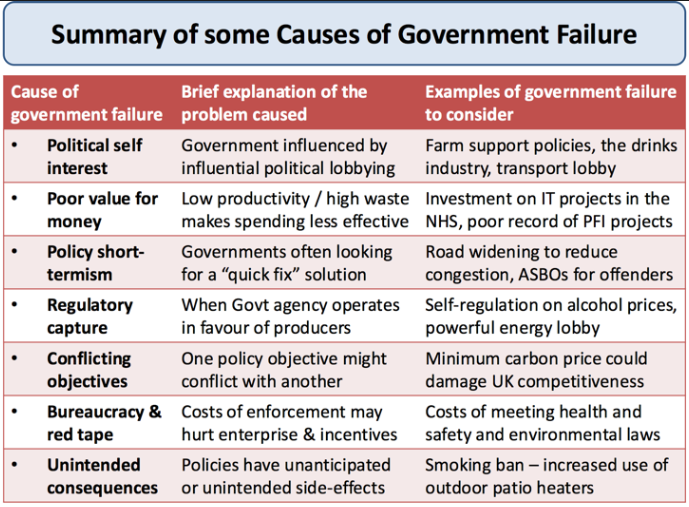 Summary of some Causes of Government Failure
Cause of
government failure
Brief explanation of the
problem caused
Examples of government failure
to consider
• Political self
interest
Government influenced by
influential political lobbying
Farm support policies, the drinks
industry, transport lobby
• Poor value for
money
Low productivity / high waste
makes spending less effective
Investment on IT projects in the
NHS, poor record of PFI projects
• Policy short-
termism
Governments often looking
for a “quick fix” solution
Road widening to reduce
congestion, ASBOs for offenders
• Regulatory
capture
When Govt agency operates
in favour of producers
Self-regulation on alcohol prices,
powerful energy lobby
• Conflicting
objectives
One policy objective might
conflict with another
Minimum carbon price could
damage UK competitiveness
• Bureaucracy &
red tape
Costs of enforcement may
hurt enterprise & incentives
Costs of meeting health and
safety and environmental laws
• Unintended
consequences
Policies have unanticipated
or unintended side-effects
Smoking ban – increased use of
outdoor patio heaters